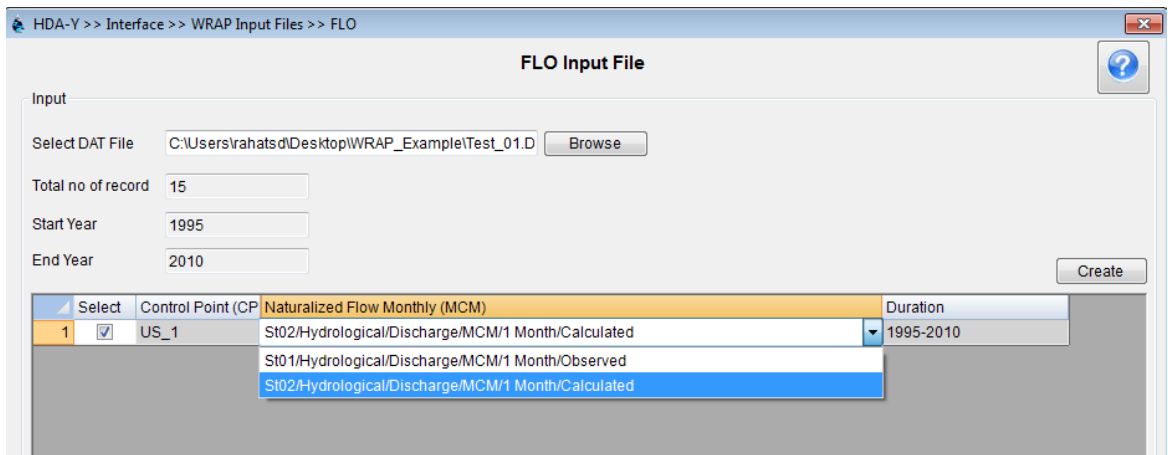 HDA-Y >> Interface >> WRAP Input Files >> FLO
FLO Input File
Input
Select DAT File C:\Users\rahatsd\Desktop\WRAP_Example\Test_01.D Browse
Total no of record 15
Start Year 1995
End Year 2010
Create
Select Control Point (CP Naturalized Flow Monthly (MCM) Duration
1 US_1 St02/Hydrological/Discharge/MCM/1 Month/Calculated 1995-2010
St01/Hydrological/Discharge/MCM/1 Month/Observed
St02/Hydrological/Discharge/MCM/1 Month/Calculated